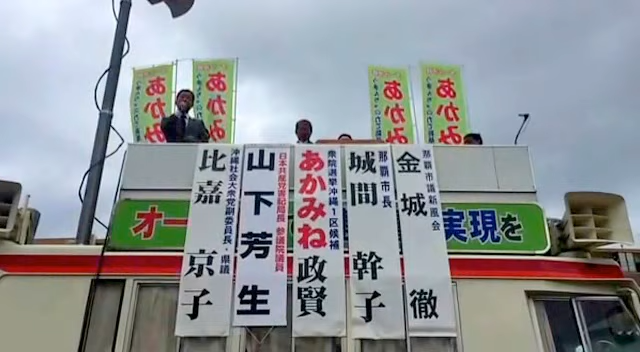 あかみね
あかみね
あかみね
あかみね
那覇市議新風会
金城 徹
那覇市長
城間 幹子
衆院選挙沖縄1区候補
あかみね政賢
日本共産党書記局長 参議院議員
山下芳生
沖縄社会大衆党副委員長・県議
比嘉 京子
オー
実現を